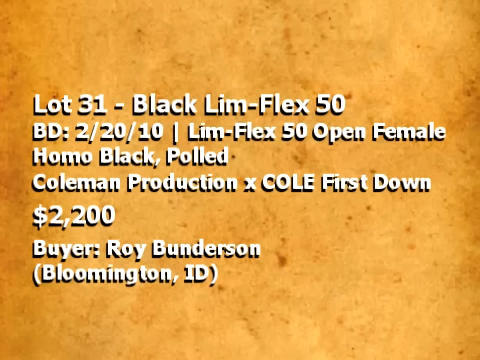 Lot 31 - Black Lim-Flex 50
BD: 2/20/10 | Lim-Flex 50 Open Female
Homo Black, Polled
Coleman Production x COLE First Down
$2,200
Buyer: Roy Bunderson
(Bloomington, ID)